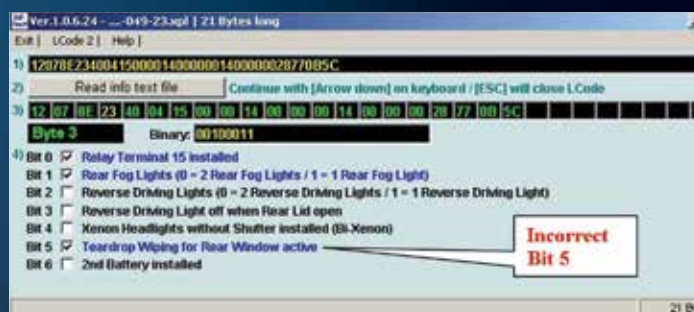 Ver.1.0.6.24 - ...-049-23.xpl | 21 Bytes long
Exit | LCode 2 | Help |
1) 12078E23400415000014000000140000002877085C
2) Read info text file Continue with [Arrow down] on keyboard / [ESC] will close LCode
3) 12 07 8E 23 40 04 15 00 00 14 00 00 00 14 00 00 00 28 77 08 5C
Byte 3 Binary: 00100011
4) Bit 0 Relay Terminal 15 installed
Bit 1 Rear Fog Lights (0 = 2 Rear Fog Lights / 1 = 1 Rear Fog Light)
Bit 2 Reverse Driving Lights (0 = 2 Reverse Driving Lights / 1 = 1 Reverse Driving Light)
Bit 3 Reverse Driving Light off when Rear Lid open
Bit 4 Xenon Headlights without Shutter installed (Bi-Xenon)
Bit 5 Teardrop Wiping for Rear Window active
Bit 6 2nd Battery installed
Incorrect
Bit 5